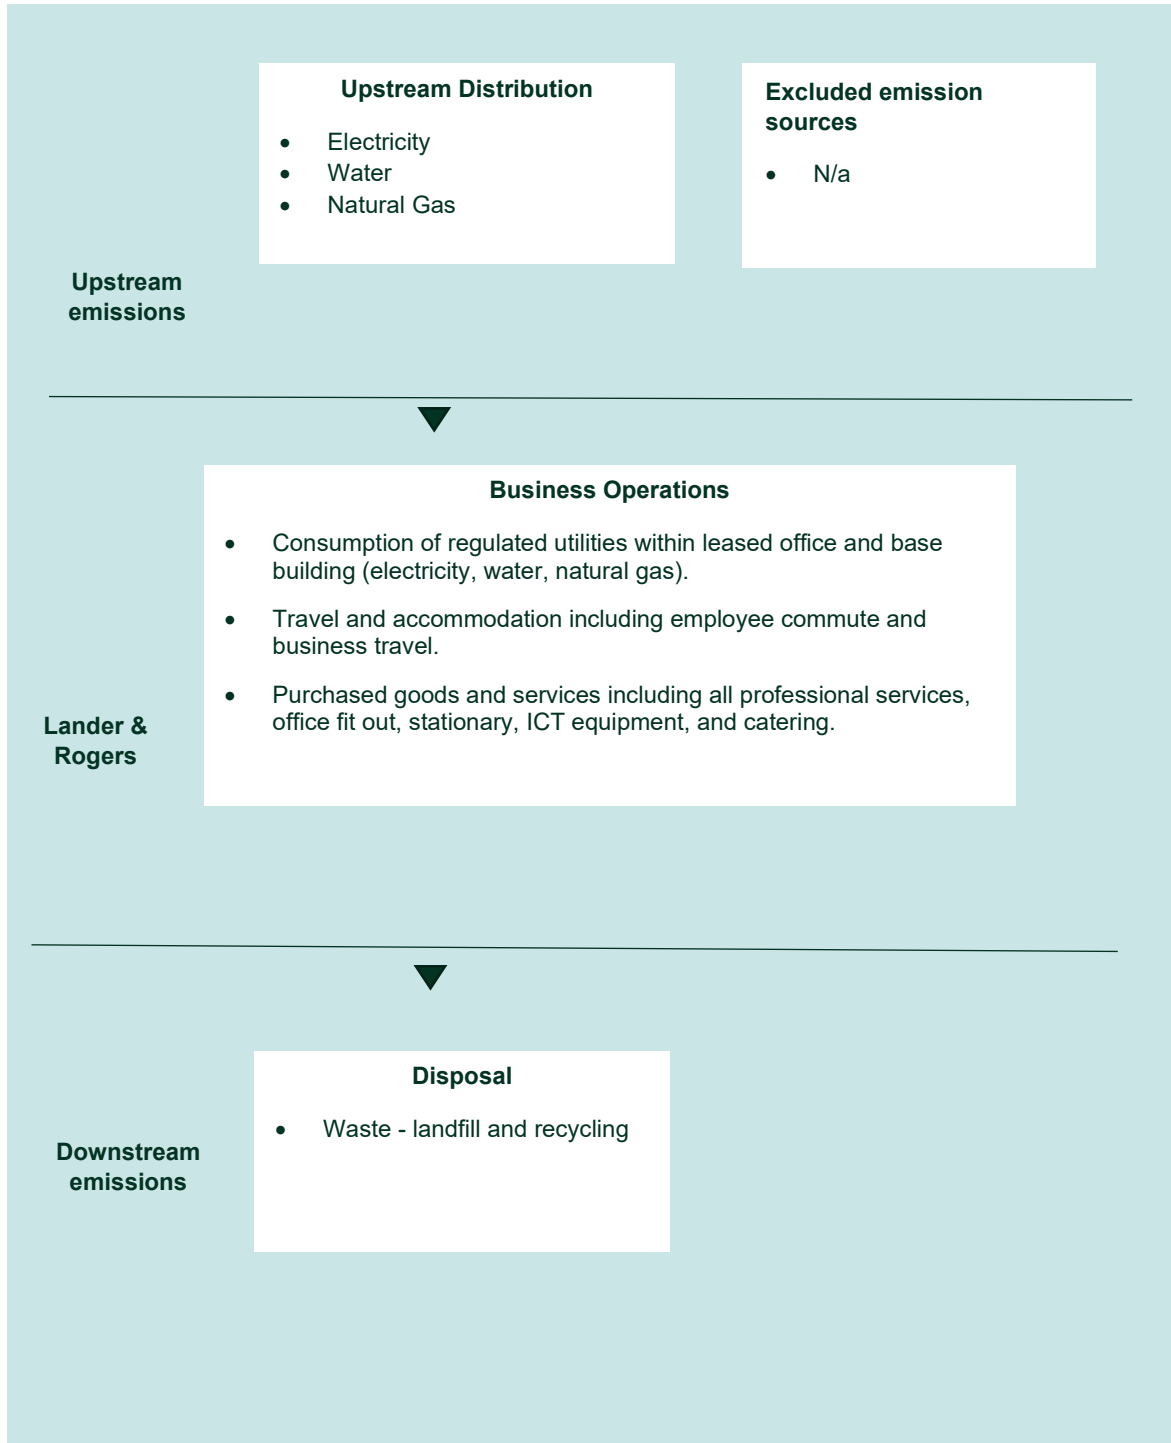 Upstream Distribution
• Electricity
• Water
• Natural Gas
Excluded emission
sources
• N/a
Upstream
emissions
Business Operations
• Consumption of regulated utilities within leased office and base
building (electricity, water, natural gas).
• Travel and accommodation including employee commute and
business travel.
• Purchased goods and services including all professional services,
office fit out, stationary, ICT equipment, and catering.
Lander &
Rogers
Disposal
• Waste - landfill and recycling
Downstream
emissions